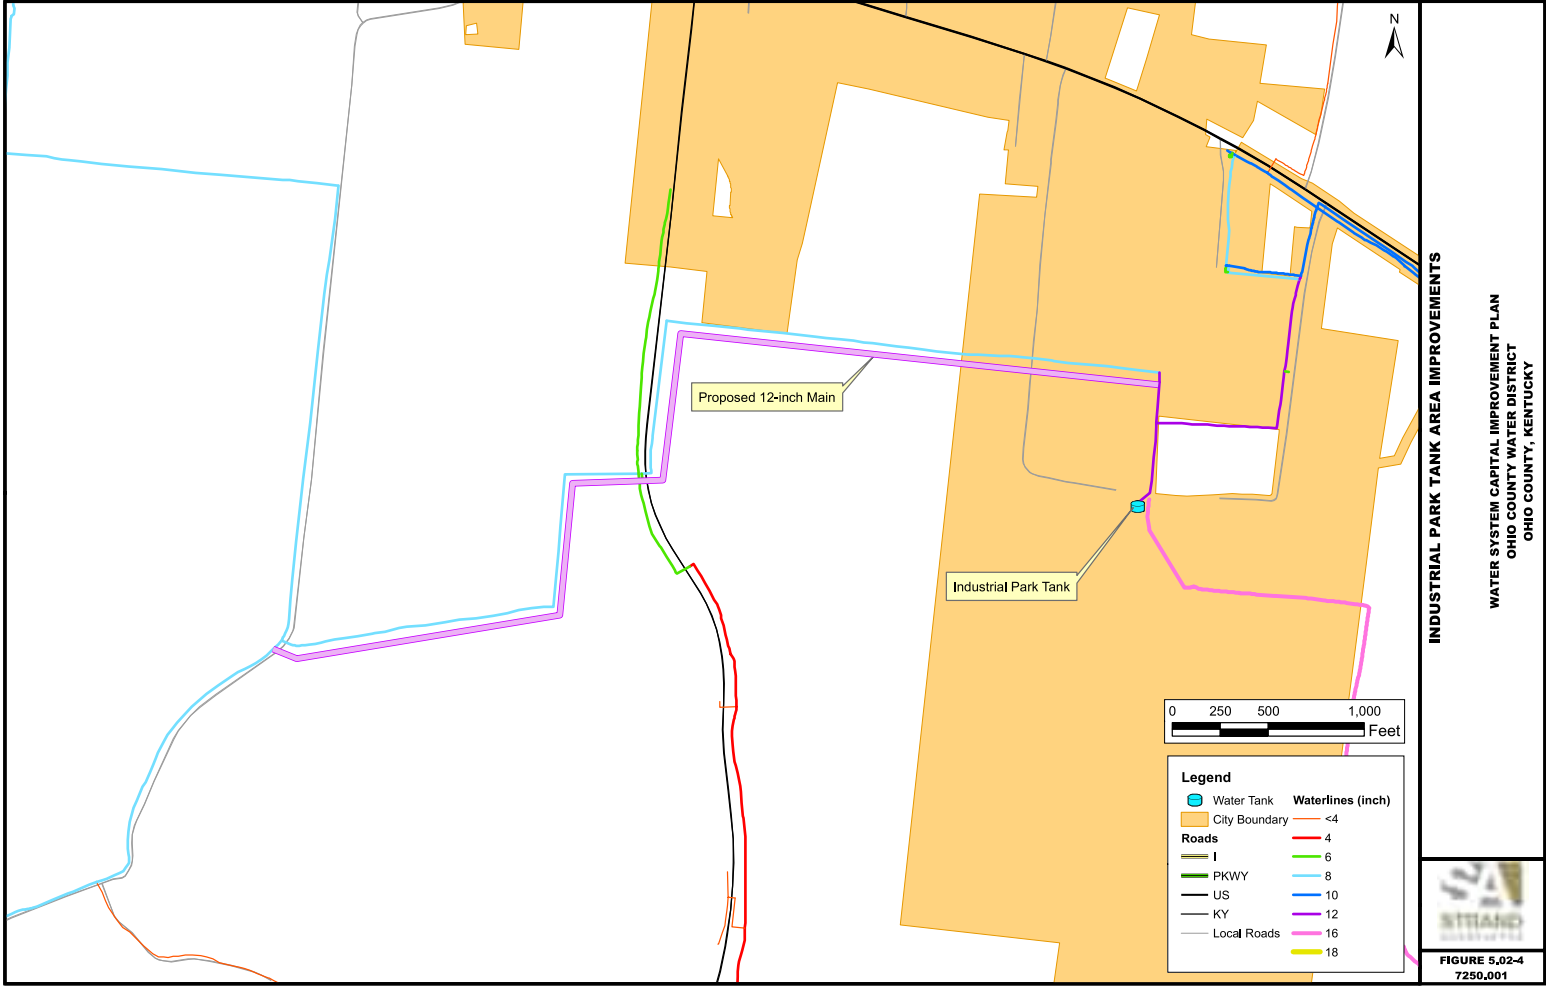 N
Proposed 12-inch Main
Industrial Park Tank
0 250 500 1,000
Feet
Legend
Water Tank
City Boundary
Roads
I
PKWY
US
KY
Local Roads
Waterlines (inch)
<4
4
6
8
10
12
16
18
INDUSTRIAL PARK TANK AREA IMPROVEMENTS
WATER SYSTEM CAPITAL IMPROVEMENT PLAN
OHIO COUNTY WATER DISTRICT
OHIO COUNTY, KENTUCKY
STRAND
FIGURE 5.02-4
7250.001